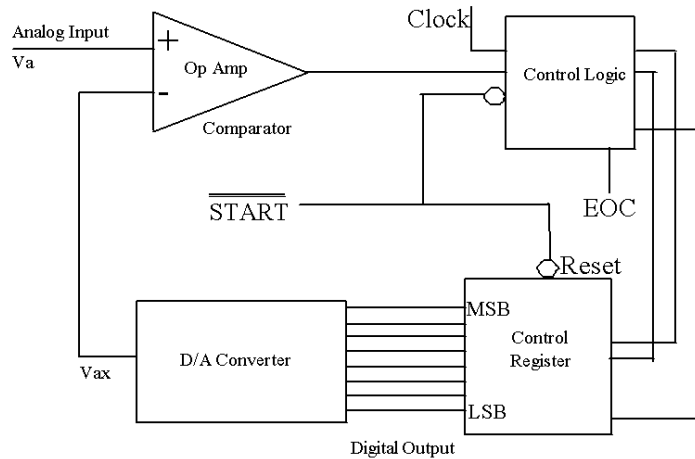 Clock
Analog Input
Va
+
Op Amp
-
Comparator
Control Logic
START
EOC
Reset
MSB
D/A Converter
Control
Register
Vax
LSB
Digital Output